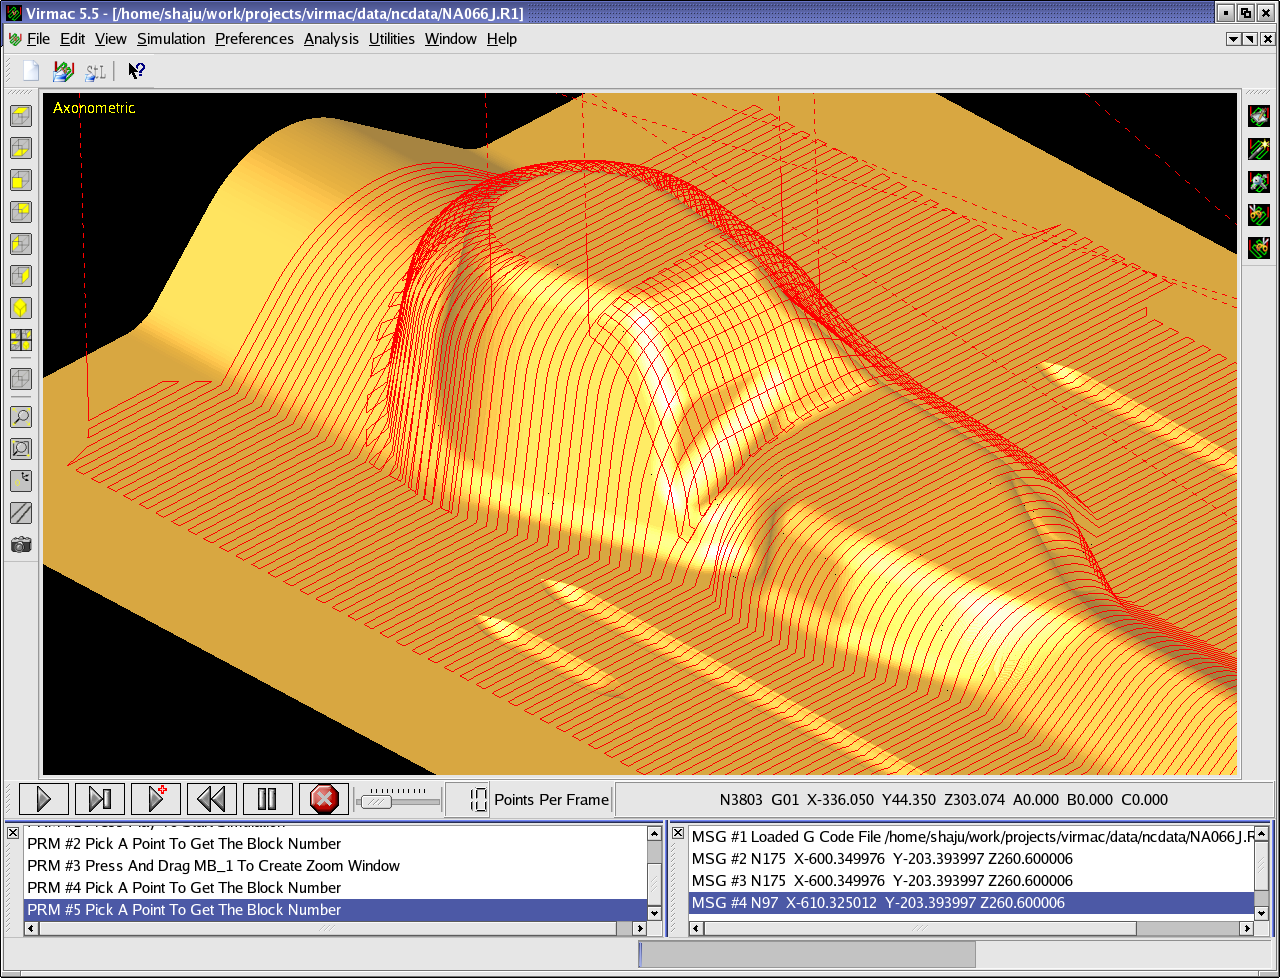 Virmac 5.5 - [/home/shaju/work/projects/virmac/data/ncdata/NA066_J.R1]
File Edit View Simulation Preferences Analysis Utilities Window Help
Axonometric
10 Points Per Frame
N3803 G01 X-336.050 Y44.350 Z303.074 A0.000 B0.000 C0.000
PRM #2 Pick A Point To Get The Block Number
PRM #3 Press And Drag MB_1 To Create Zoom Window
PRM #4 Pick A Point To Get The Block Number
PRM #5 Pick A Point To Get The Block Number
MSG #1 Loaded G Code File /home/shaju/work/projects/virmac/data/ncdata/NA066_J.R
MSG #2 N175 X-600.349976 Y-203.393997 Z260.600006
MSG #3 N175 X-600.349976 Y-203.393997 Z260.600006
MSG #4 N97 X-610.325012 Y-203.393997 Z260.600006